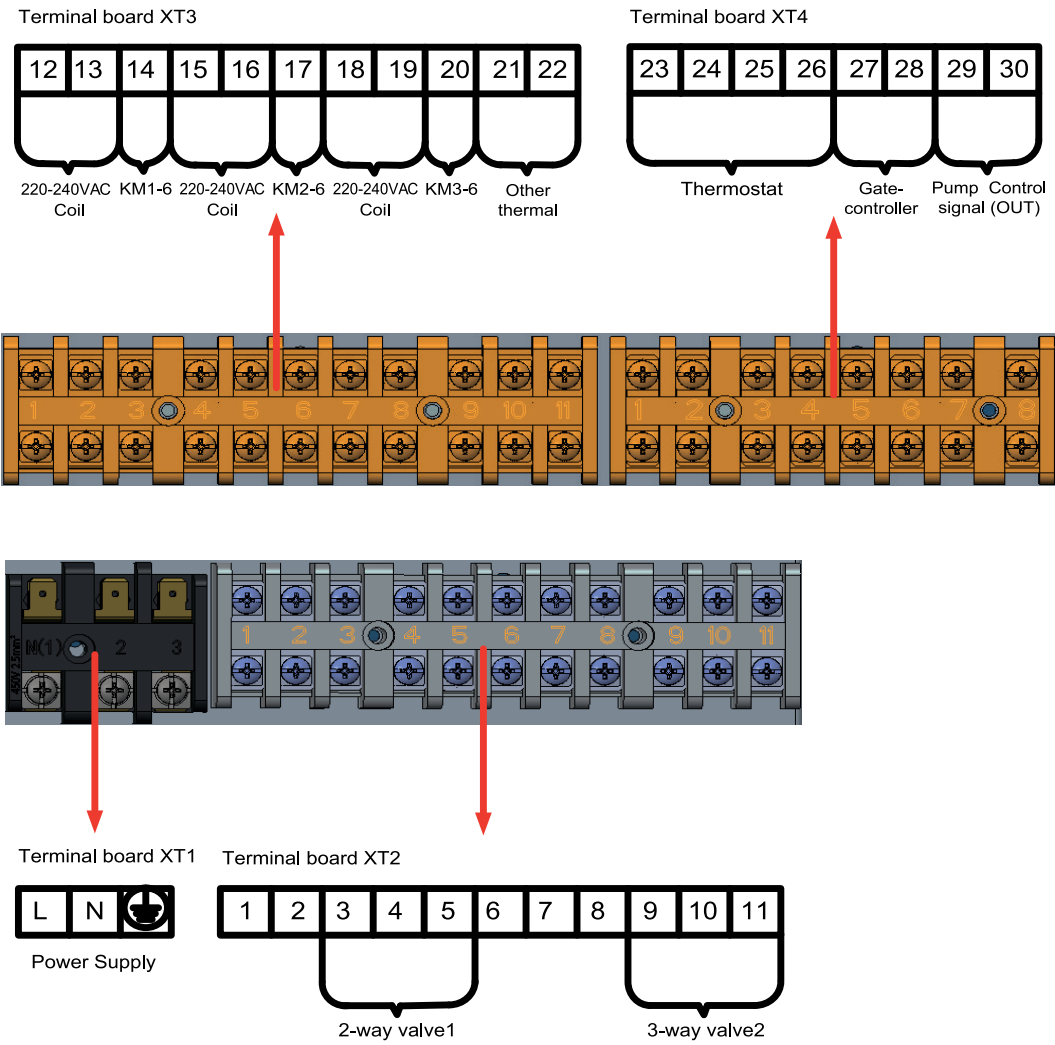 Terminal board XT3
12 13 14 15 16 17 18 19 20 21 22
220-240VAC Coil
KM1-6
220-240VAC Coil
KM2-6
220-240VAC Coil
KM3-6
Other thermal
Terminal board XT4
23 24 25 26 27 28 29 30
Thermostat
Gate-
controller
Pump Control
signal (OUT)
1 2 3 4 5 6 7 8 9 10 11
1 2 3 4 5 6 7 8
450V 2.5mm²
N(1) 2 3
1 2 3 4 5 6 7 8 9 10 11
Terminal board XT1
L N
Power Supply
Terminal board XT2
1 2 3 4 5 6 7 8 9 10 11
2-way valve1
3-way valve2